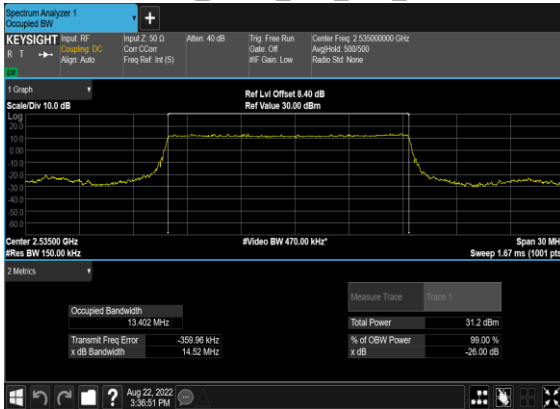 Spectrum Analyzer 1
Occupied BW
KEYSIGHT Input: RF Input Z: 50 Ω Atten: 40 dB Trig: Free Run Center Freq: 2.535000000 GHz
R T Coupling: DC Corr CCorr Gate: Off Avg|Hold: 500/500
Align: Auto Freq Ref: Int (S) #IF Gain: Low Radio Std: None
1 Graph Ref Lvl Offset 8.40 dB
Scale/Div 10.0 dB Ref Value 30.00 dBm
Log
20.0
10.0
0.00
-10.0
-20.0
-30.0
-40.0
-50.0
-60.0
Center 2.53500 GHz #Video BW 470.00 kHz* Span 30 MH
#Res BW 150.00 kHz Sweep 1.67 ms (1001 pts
2 Metrics
Measure Trace Trace 1
Occupied Bandwidth
13.402 MHz Total Power 31.2 dBm
Transmit Freq Error -359.96 kHz % of OBW Power 99.00 %
x dB Bandwidth 14.52 MHz x dB -26.00 dB
Aug 22, 2022
3:36:51 PM